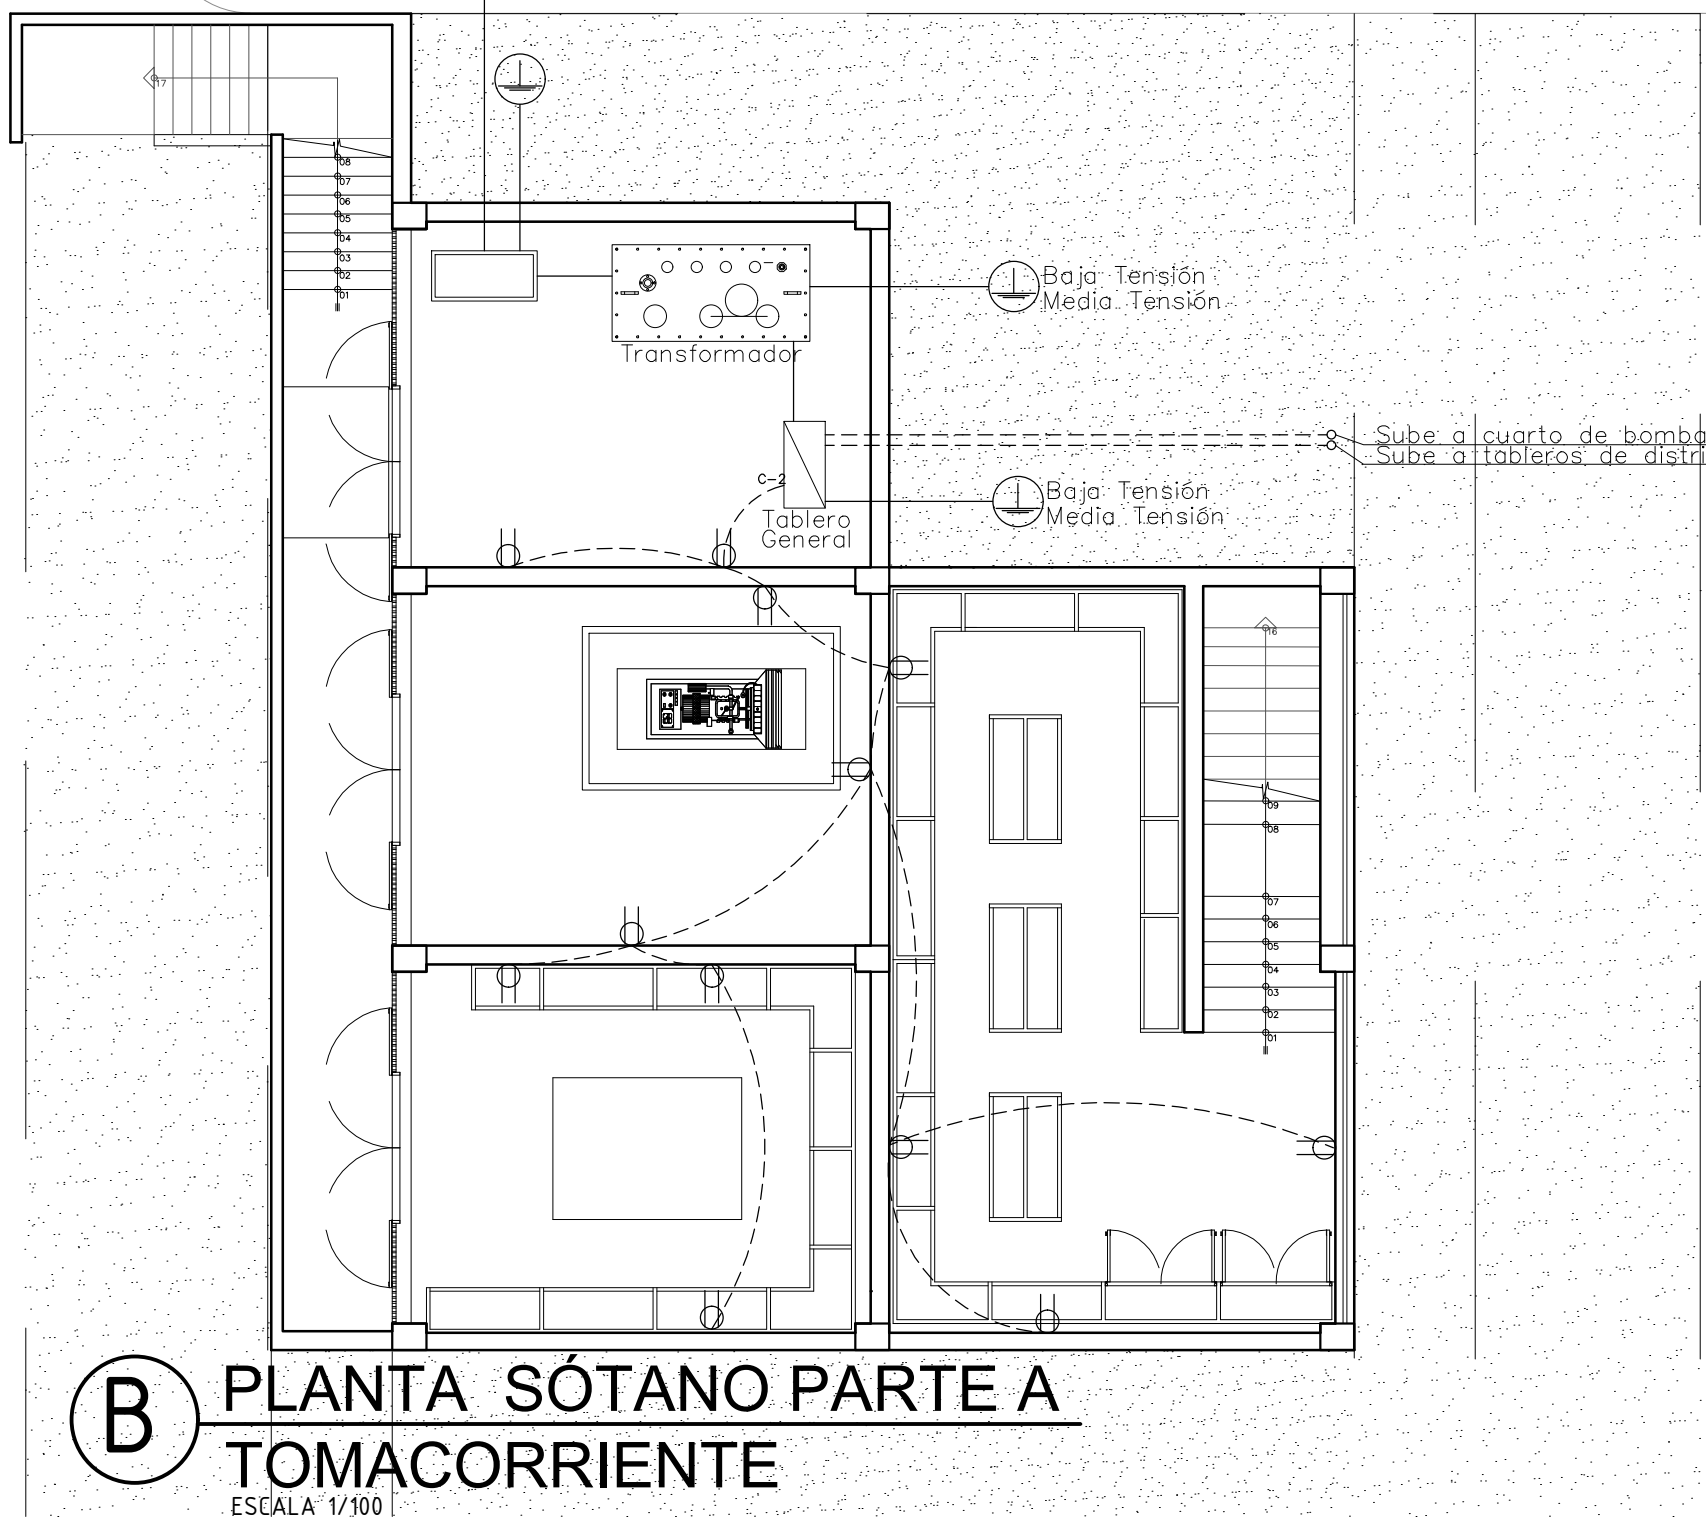 17
08
07
06
05
04
03
02
01
Baja Tensión
Media Tensión
Transformador
Sube a cuarto de bomba
Sube a tableros de distri
C-2
Baja Tensión
Media Tensión
Tablero
General
16
09
08
07
06
05
04
03
02
01
B
PLANTA SÓTANO PARTE A
TOMACORRIENTE
ESCALA 1/100